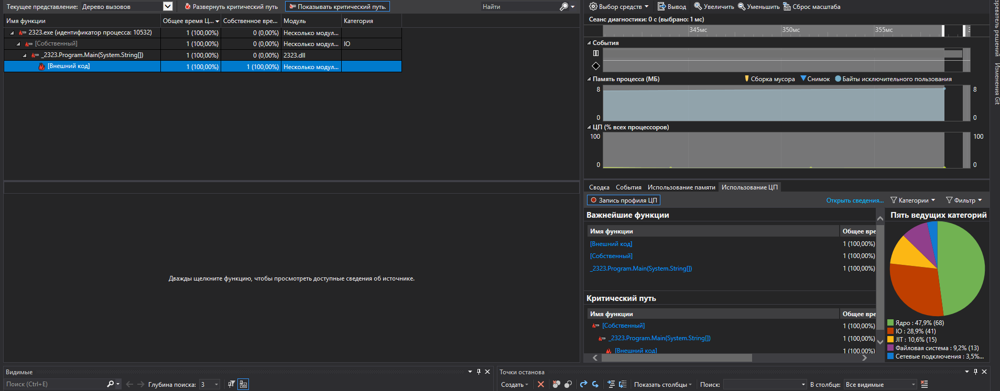 Текущее представление: Дерево вызовов Развернуть критический путь Показывать критический путь. Найти
Имя функции Общее время Ц... Собственное вре... Модуль Категория
2323.exe (идентификатор процесса: 10532) 1 (100,00%) 0 (0,00%) Несколько модул...
[Собственный] 1 (100,00%) 0 (0,00%) Несколько модул... IO
_2323.Program.Main(System.String[]) 1 (100,00%) 0 (0,00%) 2323.dll
[Внешний код] 1 (100,00%) 1 (100,00%) Несколько модул...
Дважды щелкните функцию, чтобы просмотреть доступные сведения об источнике.
Выбор средств Вывод Увеличить Уменьшить Сброс масштаба
Сеанс диагностики: 0 с (выбрано: 1 мс)
345мс 350мс 355мс
События
Память процесса (МБ) Сборка мусора Снимок Байты исключительного пользования
8 8
0 0
ЦП (% всех процессоров)
100 100
0 0
Сводка События Использование памяти Использование ЦП
Запись профиля ЦП Открыть сведения... Категории Фильтр
Важнейшие функции
Имя функции Общее вре
[Внешний код] 1 (100,00%)
[Собственный] 1 (100,00%)
_2323.Program.Main(System.String[]) 1 (100,00%)
Критический путь
Имя функции Общее вре
[Собственный] 1 (100,00%)
_2323.Program.Main(System.String[]) 1 (100,00%)
[Внешний код] 1 (100,00%)
Пять ведущих категорий
Ядро : 47,9% (68)
IO : 28,9% (41)
JIT : 10,6% (15)
Файловая система : 9,2% (13)
Сетевые подключения : 3,5%...
решений
Изменения Git
Видимые
Поиск (Ctrl+E) Глубина поиска: 3
Точки останова
Создать Показать столбцы Поиск: В столбце: Все видимые